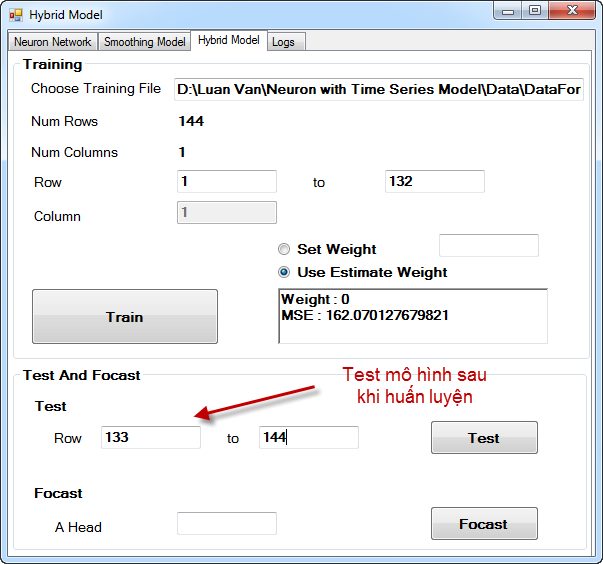 Hybrid Model
Neuron Network Smoothing Model Hybrid Model Logs
Training
Choose Training File D:\Luan Van\Neuron with Time Series Model\Data\DataFor
Num Rows 144
Num Columns 1
Row 1 to 132
Column 1
Set Weight
Use Estimate Weight
Train
Weight : 0
MSE : 162.070127679821
Test And Focast
Test mô hình sau
khi huấn luyện
Test
Row 133 to 144 Test
Focast
A Head Focast